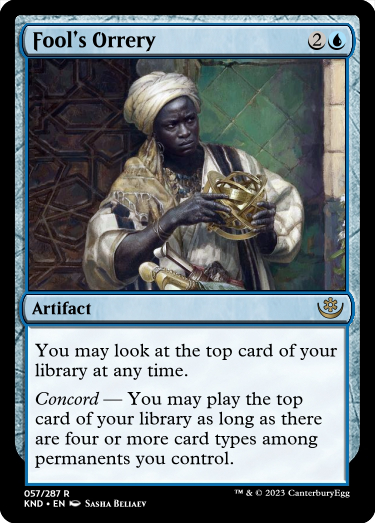 Fool's Orrery 2
Artifact
You may look at the top card of your
library at any time.
Concord — You may play the top
card of your library as long as there
are four or more card types among
permanents you control.
057/287 R
KND • EN Sasha Beliaev
™ & © 2023 CanterburyEgg